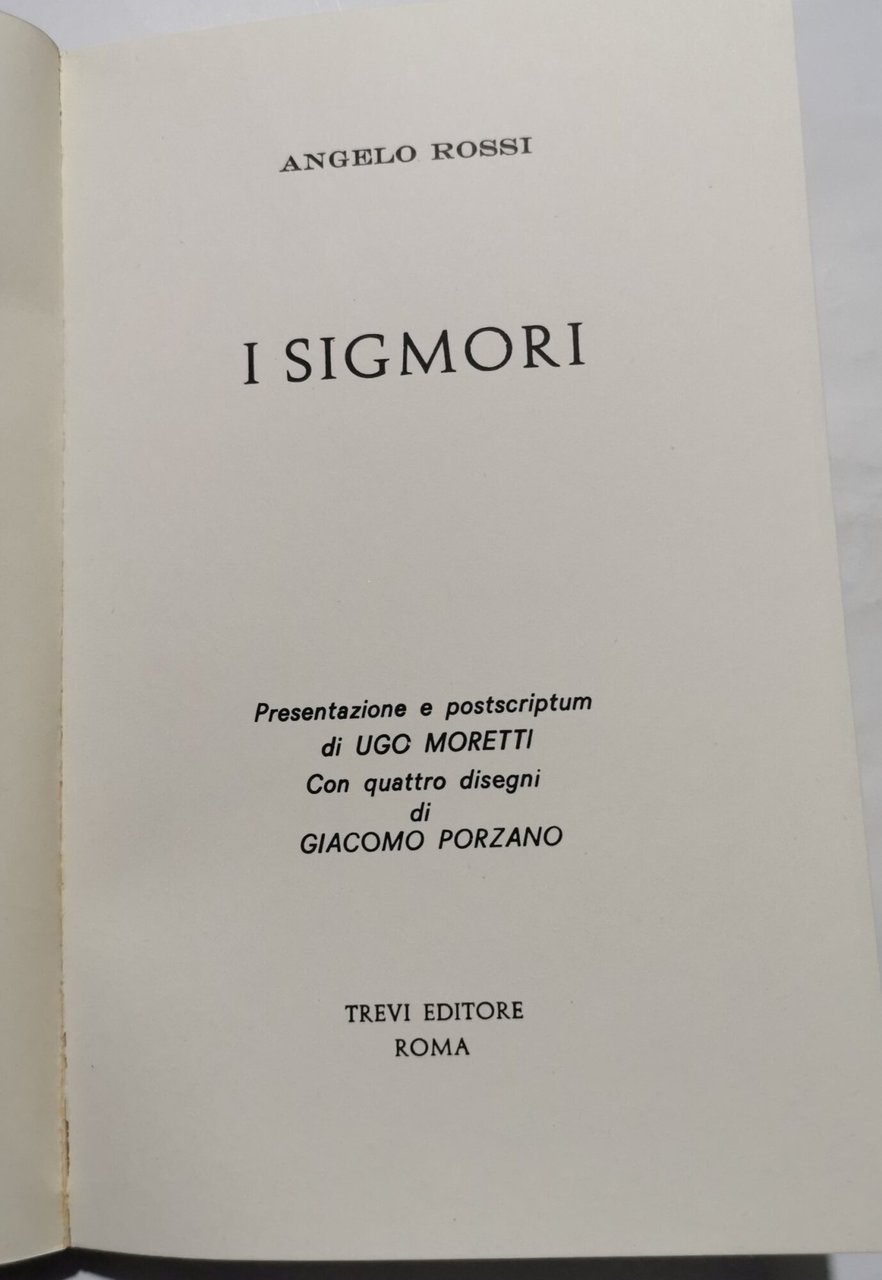 ANGELO ROSSI
I SIGMORI
Presentazione e postscriptum
di UGO MORETTI
Con quattro disegni
di
GIACOMO PORZANO
TREVI EDITORE
ROMA